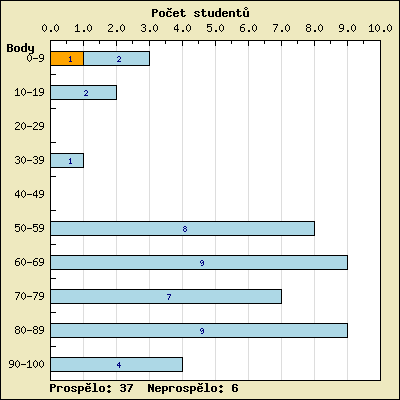 Počet studentů
0.0 1.0 2.0 3.0 4.0 5.0 6.0 7.0 8.0 9.0 10.0
Body
0-9 1 2
10-19 2
20-29
30-39 1
40-49
50-59 8
60-69 9
70-79 7
80-89 9
90-100 4
Prospělo: 37 Neprospělo: 6